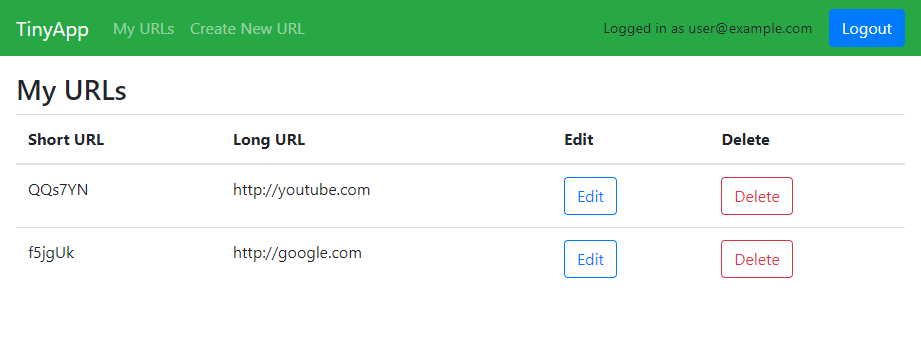 TinyApp My URLs Create New URL Logged in as user@example.com Logout
My URLs
Short URL Long URL Edit Delete
QQs7YN http://youtube.com Edit Delete
f5jgUk http://google.com Edit Delete